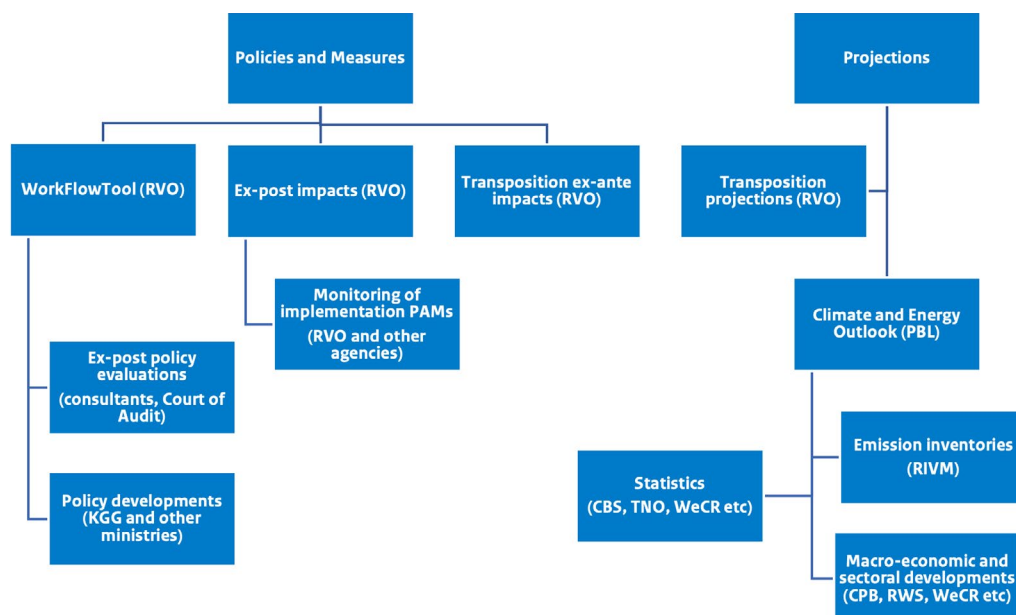 Policies and Measures
Projections
WorkFlowTool (RVO)
Ex-post impacts (RVO)
Transposition ex-ante
impacts (RVO)
Transposition
projections (RVO)
Monitoring of
implementation PAMs
(RVO and other
agencies)
Climate and Energy
Outlook (PBL)
Ex-post policy
evaluations
(consultants, Court of
Audit)
Emission inventories
(RIVM)
Statistics
(CBS, TNO, WeCR etc)
Policy developments
(KGG and other
ministries)
Macro-economic and
sectoral developments
(CPB, RWS, WeCR etc)